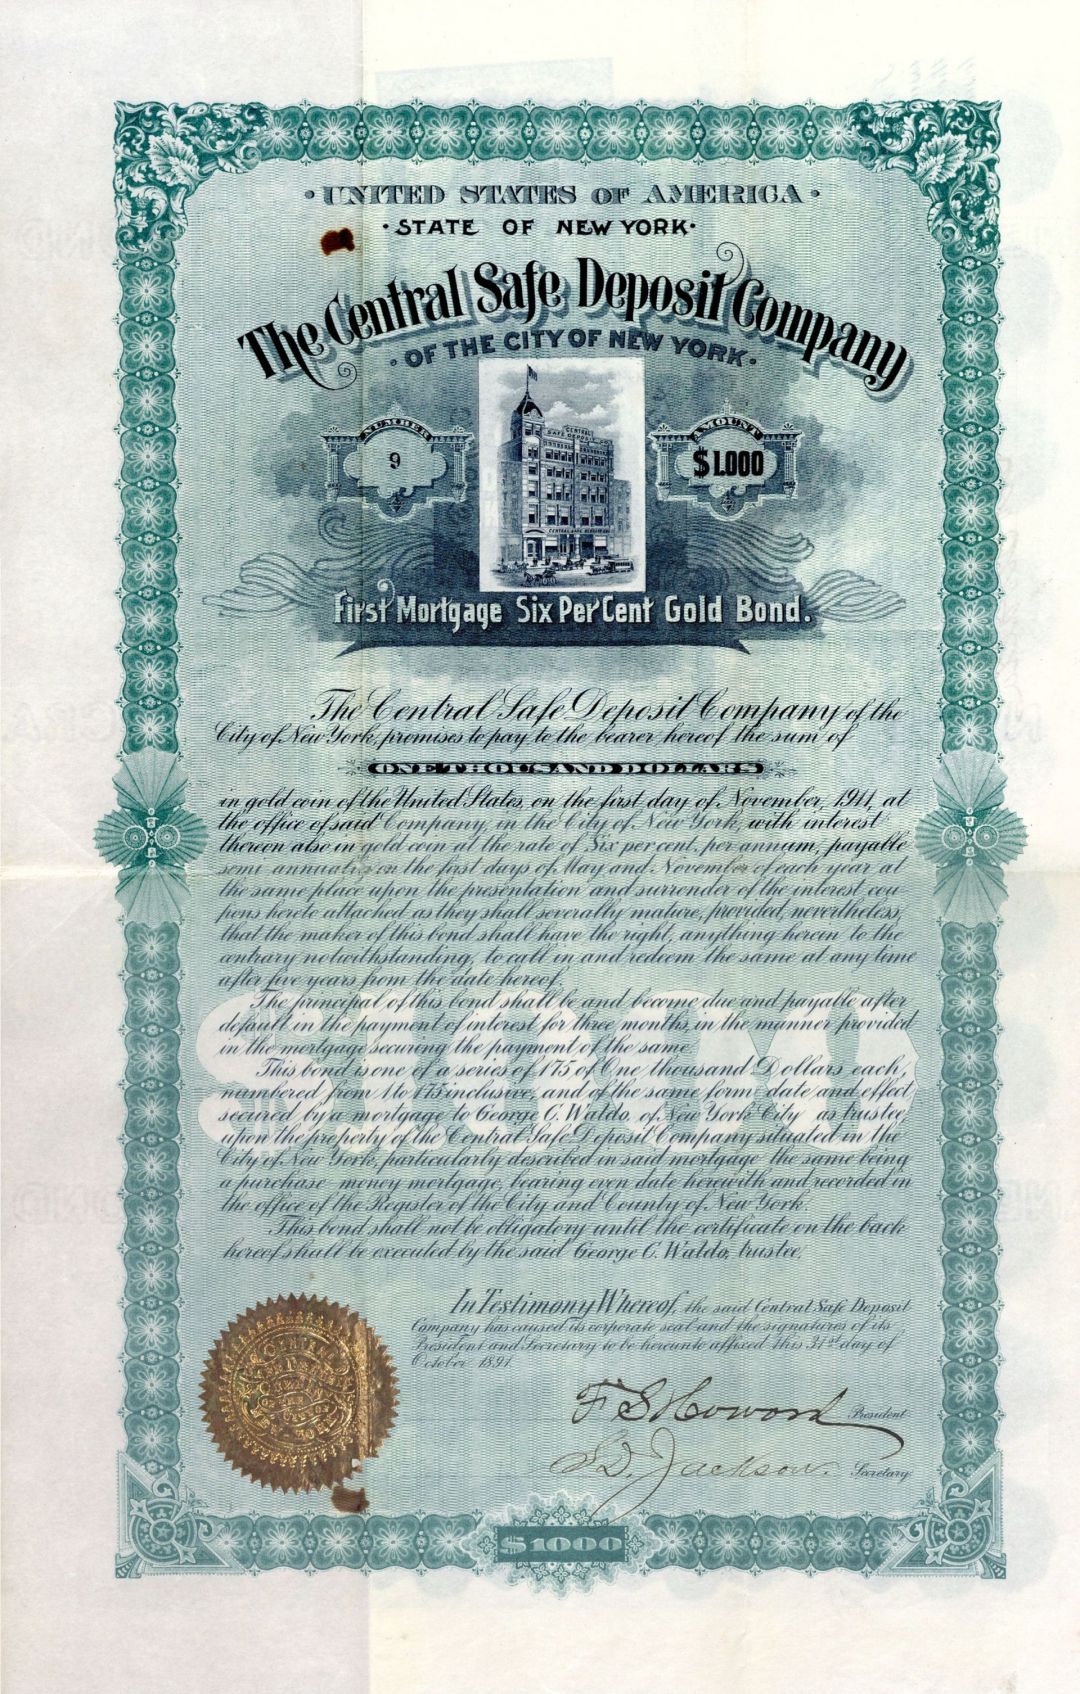 · UNITED STATES OF AMERICA ·
· STATE OF NEW YORK ·
The Central Safe Deposit Company
· OF THE CITY OF NEW YORK ·
NUMBER
9
AMOUNT
$1,000
CENTRAL
SAFE DEPOSIT CO.
First Mortgage Six Per Cent Gold Bond.
The Central Safe Deposit Company of the
City of New York, promises to pay to the bearer hereof the sum of
ONE THOUSAND DOLLARS
in gold coin of the United States, on the first day of November, 1911, at
the office of said Company, in the City of New York, with interest
thereon also in gold coin at the rate of Six per cent. per annum, payable
semi annually, on the first days of May and November of each year at
the same place upon the presentation and surrender of the interest cou
pons hereto attached as they shall severally mature, provided, nevertheless,
that the maker of this bond shall have the right, anything herein to the
contrary notwithstanding, to call in and redeem the same at any time
after five years from the date hereof.
The principal of this bond shall be and become due and payable after
default in the payment of interest for three months, in the manner provided
in the mortgage securing the payment of the same.
This bond is one of a series of 175 of One thousand Dollars each,
numbered from 1 to 175 inclusive, and of the same form date and effect
secured by a mortgage to George C. Waldo, of New York City as trustee,
upon the property of the Central Safe Deposit Company situated in the
City of New York, particularly described in said mortgage the same being
a purchase money mortgage, bearing even date herewith and recorded in
the office of the Register of the City and County of New York.
This bond shall not be obligatory until the certificate on the back
hereof shall be executed by the said George C. Waldo, trustee.
In Testimony Whereof, the said Central Safe Deposit
Company has caused its corporate seal and the signatures of its
President and Secretary to be hereunto affixed this 31st day of
October 1891.
F S Howard President
S D. Jackson. Secretary
$1000